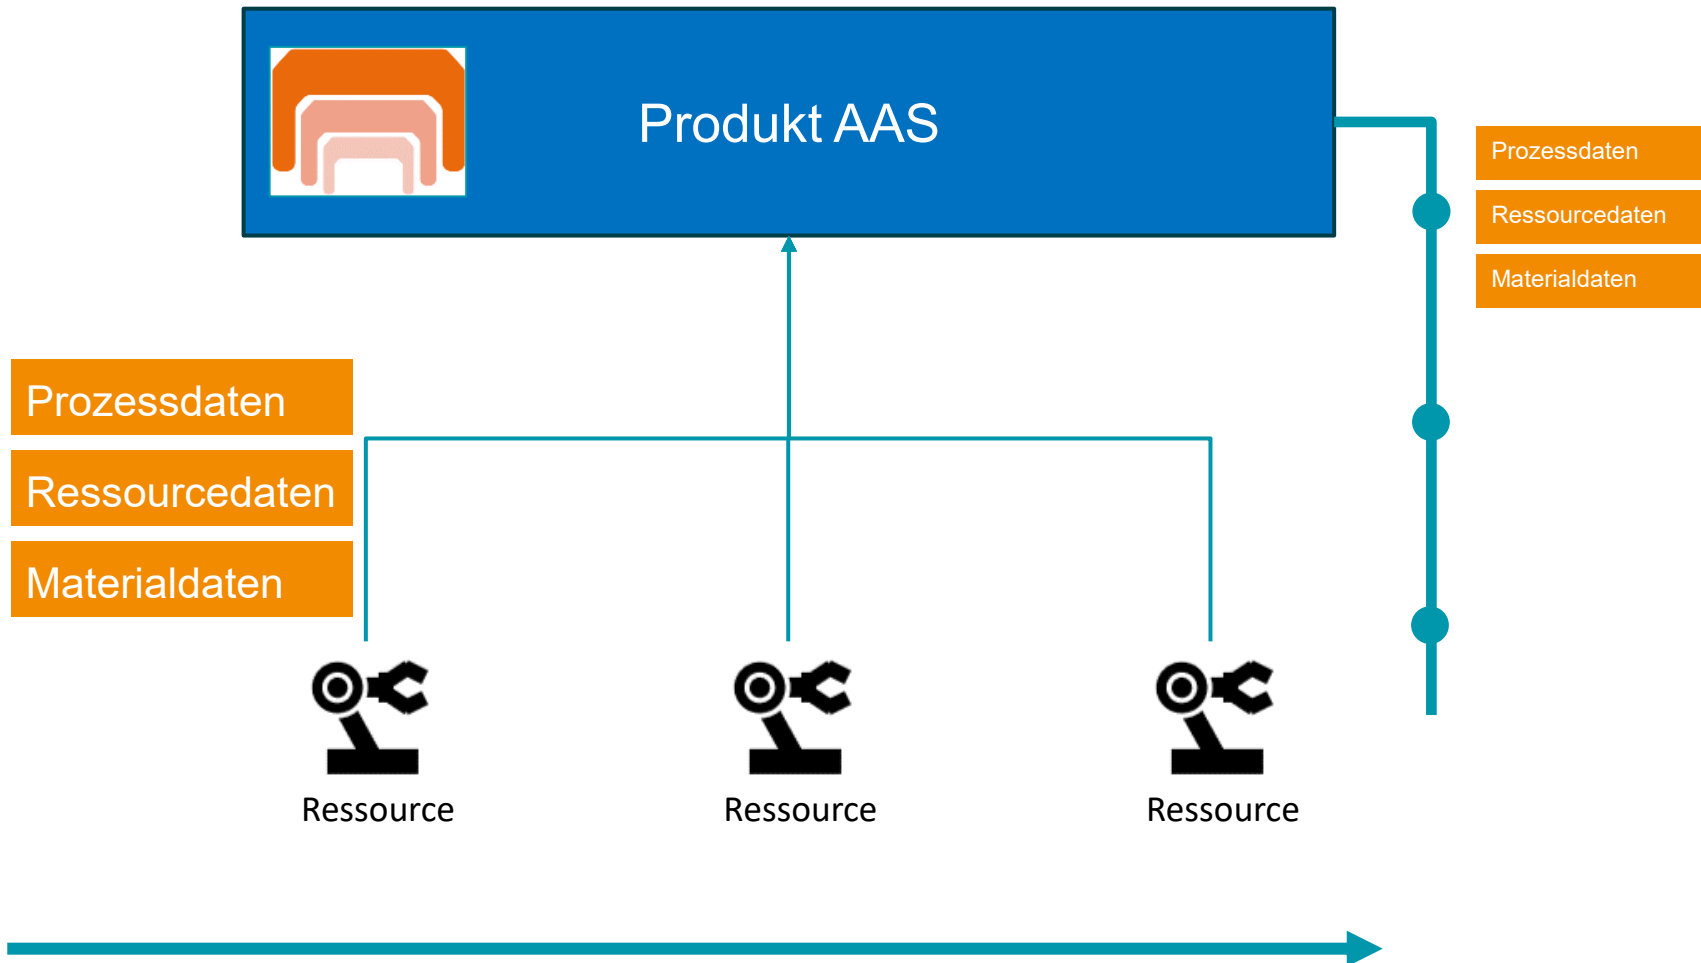 Produkt AAS
Prozessdaten
Ressourcedaten
Materialdaten
Prozessdaten
Ressourcedaten
Materialdaten
Ressource
Ressource
Ressource